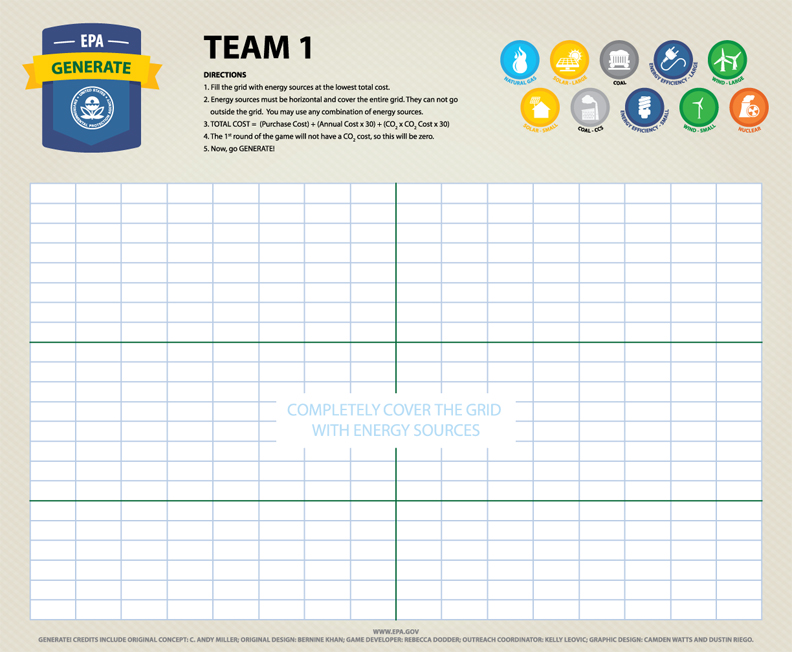 EPA
GENERATE
TEAM 1
DIRECTIONS
1. Fill the grid with energy sources at the lowest total cost.
2. Energy sources must be horizontal and cover the entire grid. They can not go
outside the grid. You may use any combination of energy sources.
3. TOTAL COST = (Purchase Cost) + (Annual Cost x 30) + (CO2 x CO2 Cost x 30)
4. The 1st round of the game will not have a CO2 cost, so this will be zero.
5. Now, go GENERATE!
NATURAL GAS
SOLAR - LARGE
COAL
ENERGY EFFICIENCY - LARGE
WIND - LARGE
SOLAR - SMALL
COAL - CCS
ENERGY EFFICIENCY - SMALL
WIND - SMALL
NUCLEAR
COMPLETELY COVER THE GRID
WITH ENERGY SOURCES
WWW.EPA.GOV
GENERATE! CREDITS INCLUDE ORIGINAL CONCEPT: C. ANDY MILLER; ORIGINAL DESIGN: BERNINE KHAN; GAME DEVELOPER: REBECCA DODDER; OUTREACH COORDINATOR: KELLY LEOVIC; GRAPHIC DESIGN: CAMDEN WATTS AND DUSTIN RIEGO.